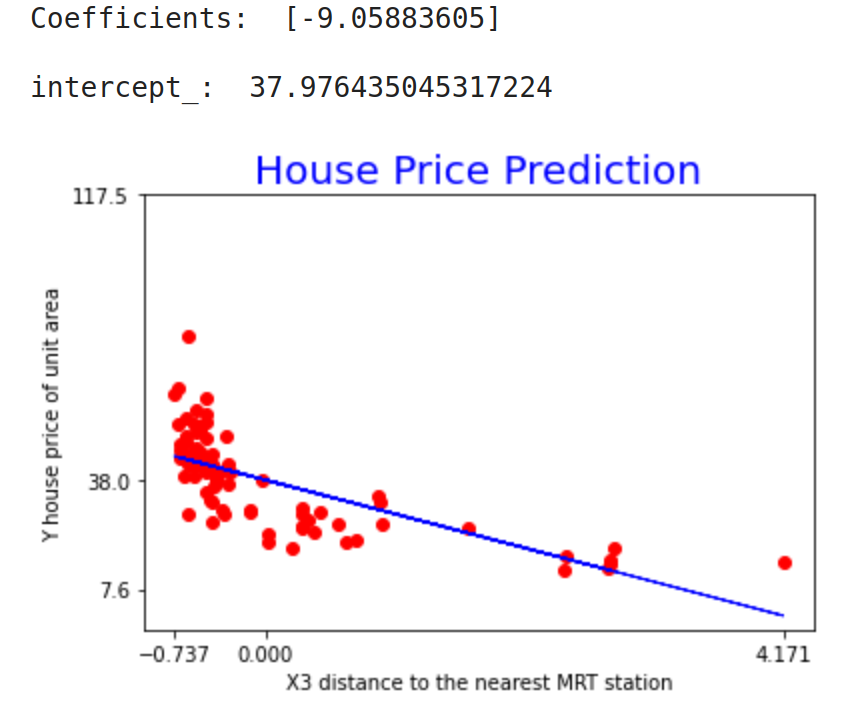 Coefficients:  [-9.05883605]
intercept_:  37.976435045317224
House Price Prediction
117.5
38.0
7.6
Y house price of unit area
−0.737
0.000
4.171
X3 distance to the nearest MRT station